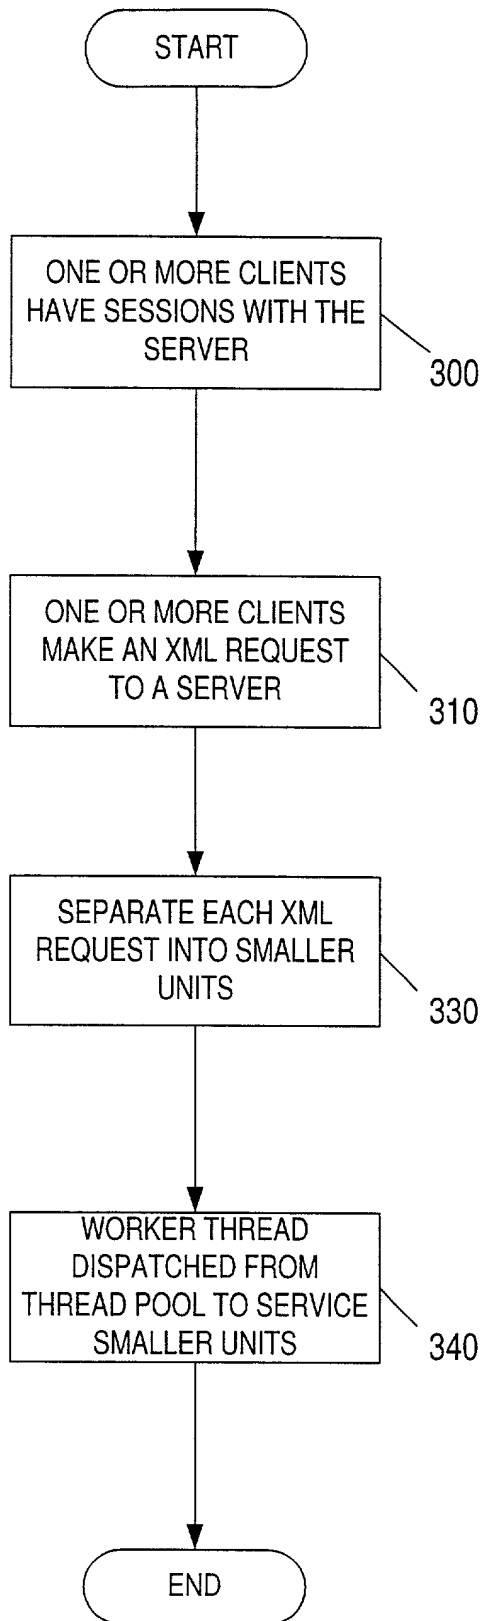 START
ONE OR MORE CLIENTS
HAVE SESSIONS WITH THE
SERVER
300
ONE OR MORE CLIENTS
MAKE AN XML REQUEST
TO A SERVER
310
SEPARATE EACH XML
REQUEST INTO SMALLER
UNITS
330
WORKER THREAD
DISPATCHED FROM
THREAD POOL TO SERVICE
SMALLER UNITS
340
END